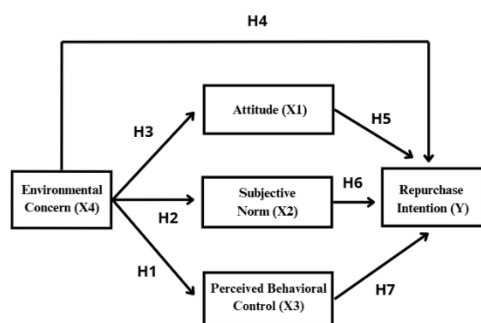 H4
Attitude (X1)
H3
H5
Environmental
Concern (X4)
Subjective
Norm (X2)
H6
Repurchase
Intention (Y)
H2
H1
Perceived Behavioral
Control (X3)
H7